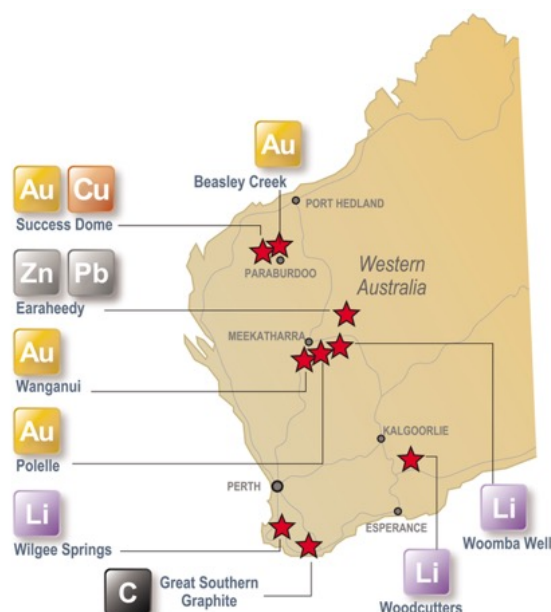 Au
Beasley Creek
Au Cu
Success Dome
PORT HEDLAND
PARABURDOO
Western
Australia
Zn Pb
Earaheedy
MEEKATHARRA
Au
Wanganui
Au
Polelle
KALGOORLIE
PERTH
ESPERANCE
Li
Wilgee Springs
Li
Woomba Well
C
Great Southern
Graphite
Li
Woodcutters